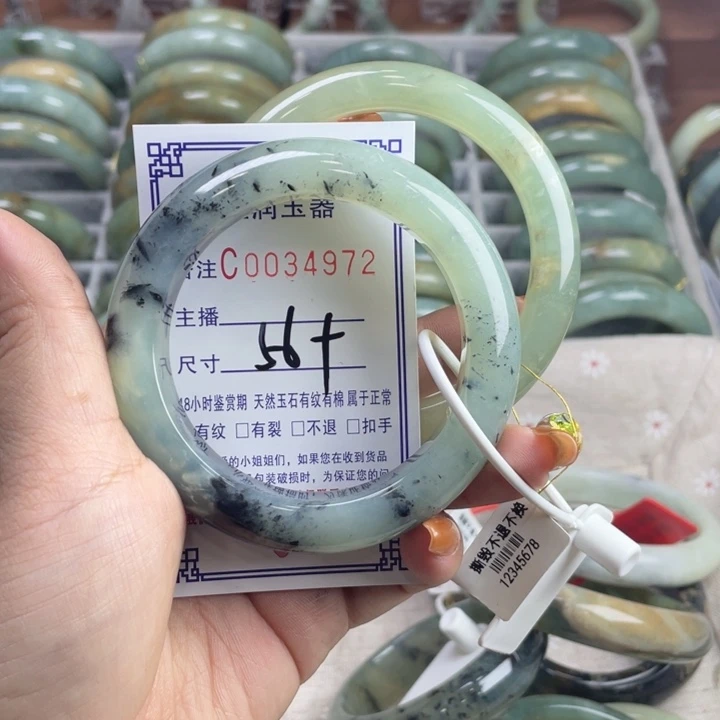 润玉器
注C0034972
主播
尺寸 56+
48小时鉴赏期 天然玉石有纹有棉属于正常
有纹 □有裂 □不退 □扣手
的小姐姐们，如果您在收到货品
包装破损时，为保证您的
撕毁不退不换
12345678